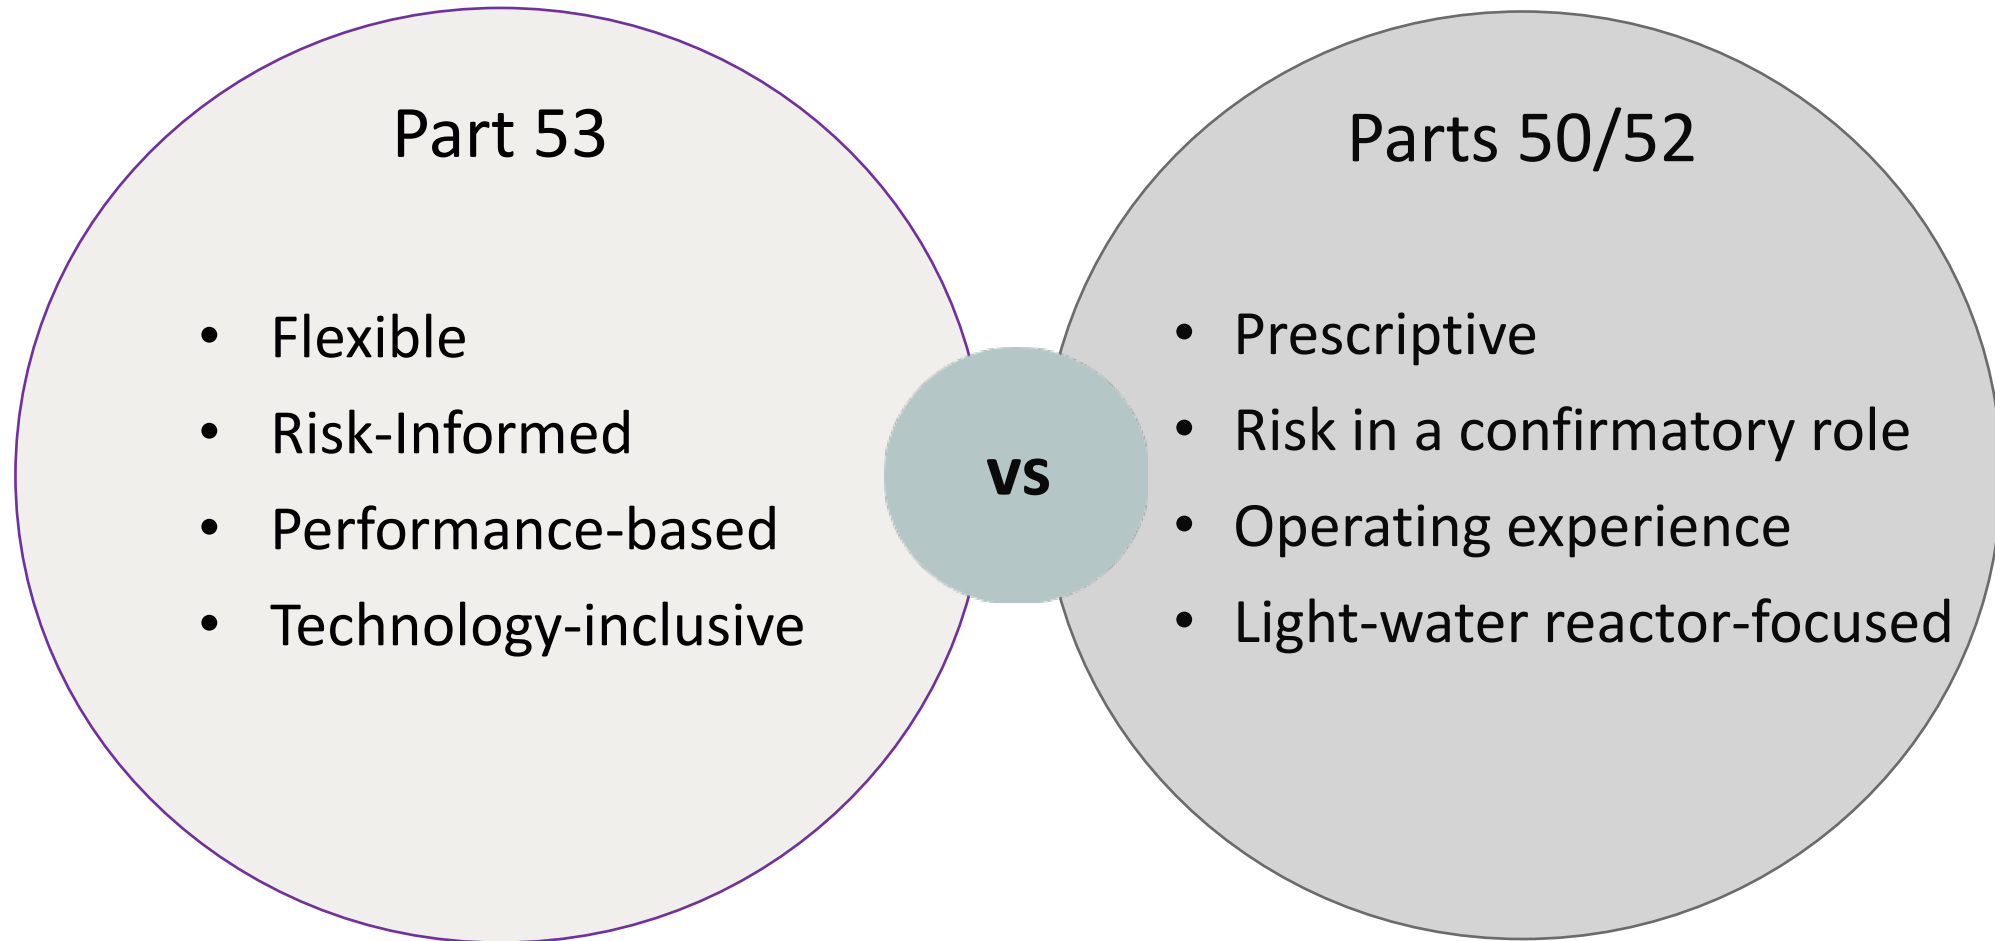 Part 53
• Flexible
• Risk-Informed
• Performance-based
• Technology-inclusive
vs
Parts 50/52
• Prescriptive
• Risk in a confirmatory role
• Operating experience
• Light-water reactor-focused